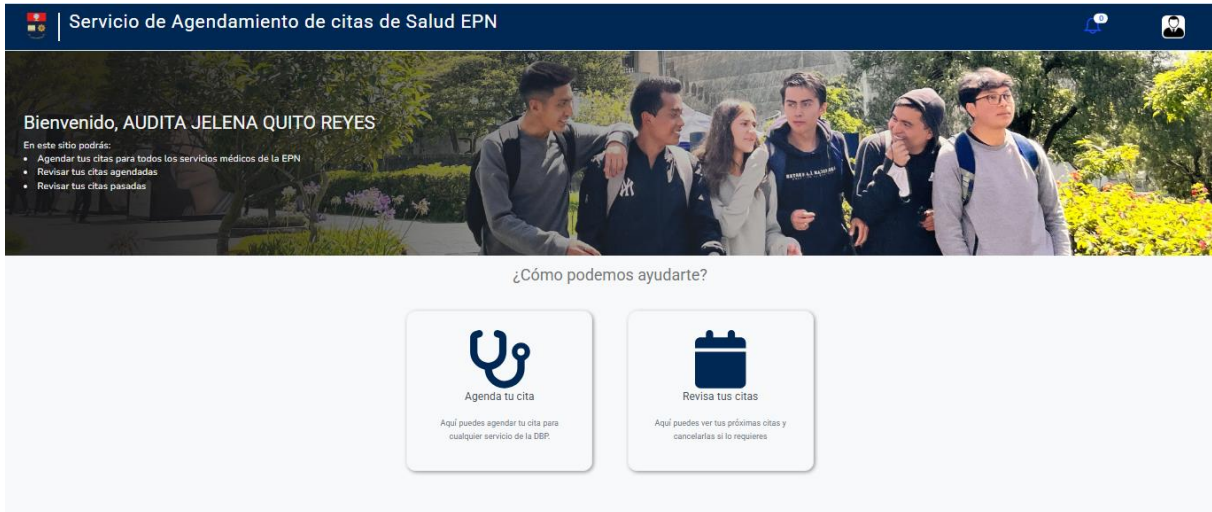 Servicio de Agendamiento de citas de Salud EPN
0
Bienvenido, AUDITA JELENA QUITO REYES
En este sitio podrás:
• Agendar tus citas para todos los servicios médicos de la EPN
• Revisar tus citas agendadas
• Revisar tus citas pasadas
¿Cómo podemos ayudarte?
Agenda tu cita
Aquí puedes agendar tu cita para
cualquier servicio de la DBP.
Revisa tus citas
Aquí puedes ver tus próximas citas y
cancelarlas si lo requieres